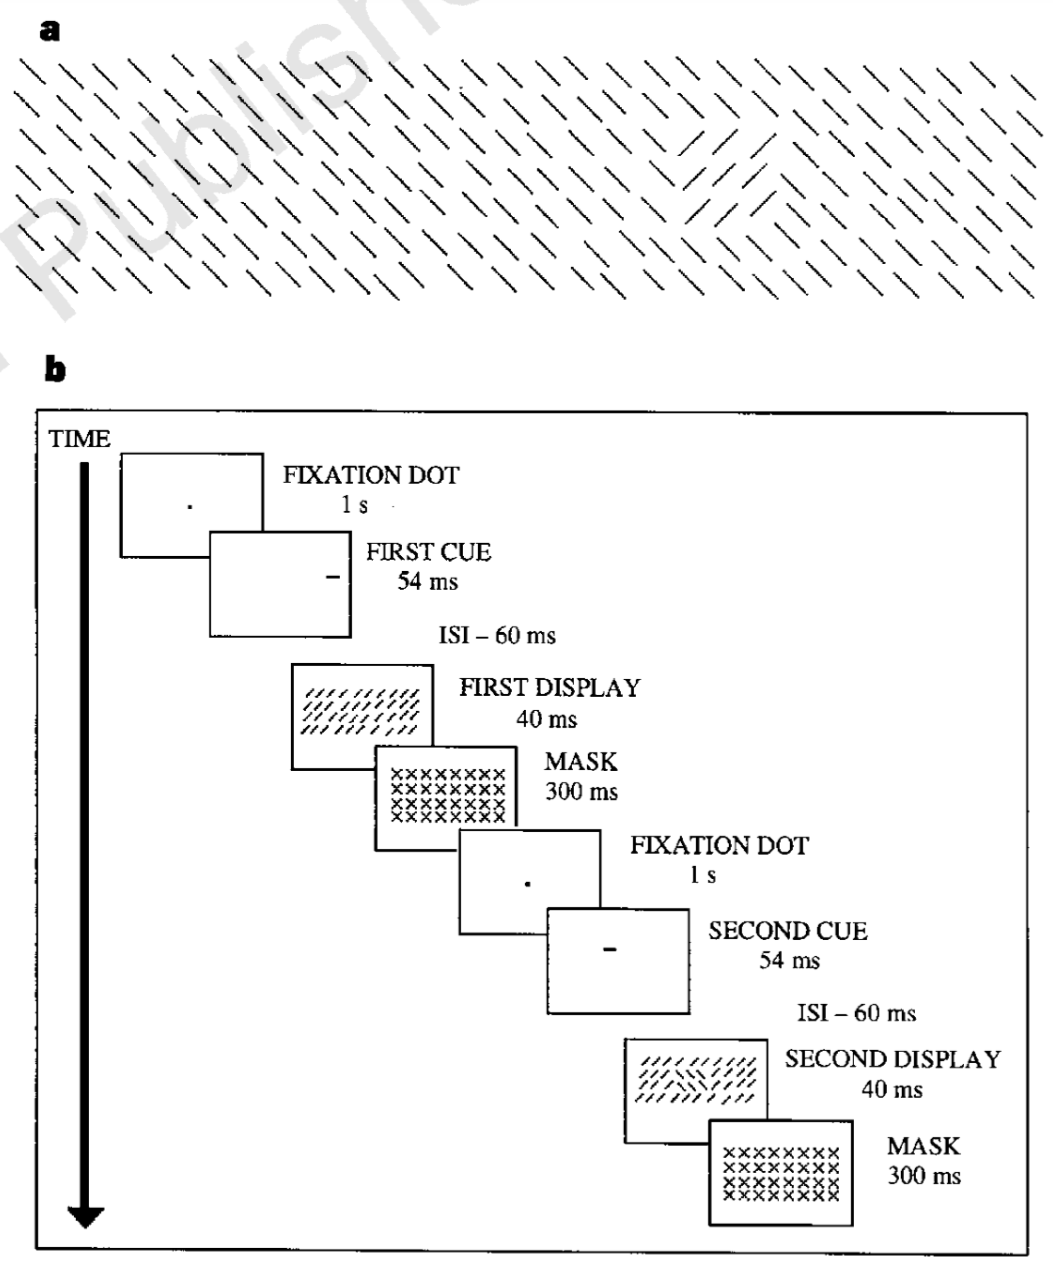 a
Publish
b
TIME
FIXATION DOT
1 s
FIRST CUE
54 ms
ISI – 60 ms
FIRST DISPLAY
40 ms
MASK
300 ms
FIXATION DOT
1 s
SECOND CUE
54 ms
ISI – 60 ms
SECOND DISPLAY
40 ms
MASK
300 ms